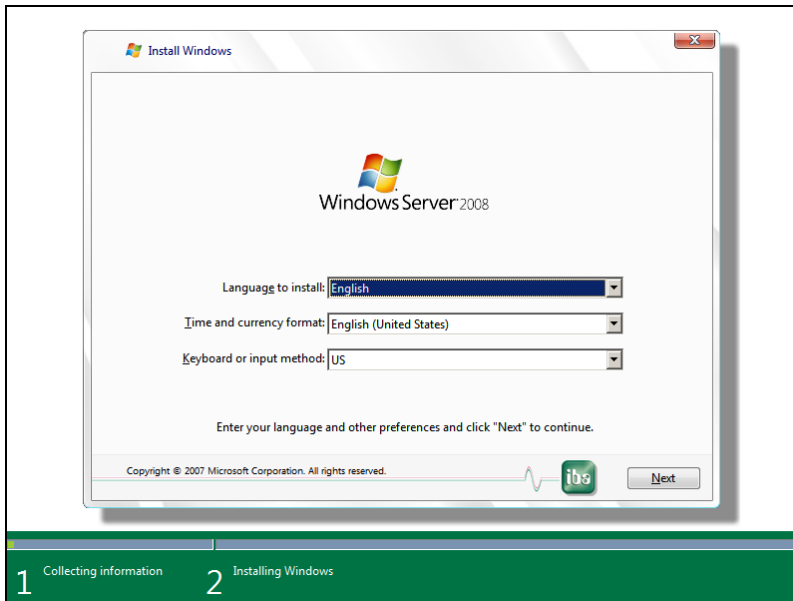 Install Windows
Windows Server 2008
Language to install: English
Time and currency format: English (United States)
Keyboard or input method: US
Enter your language and other preferences and click "Next" to continue.
Copyright © 2007 Microsoft Corporation. All rights reserved.
iba
Next
1 Collecting information 2 Installing Windows